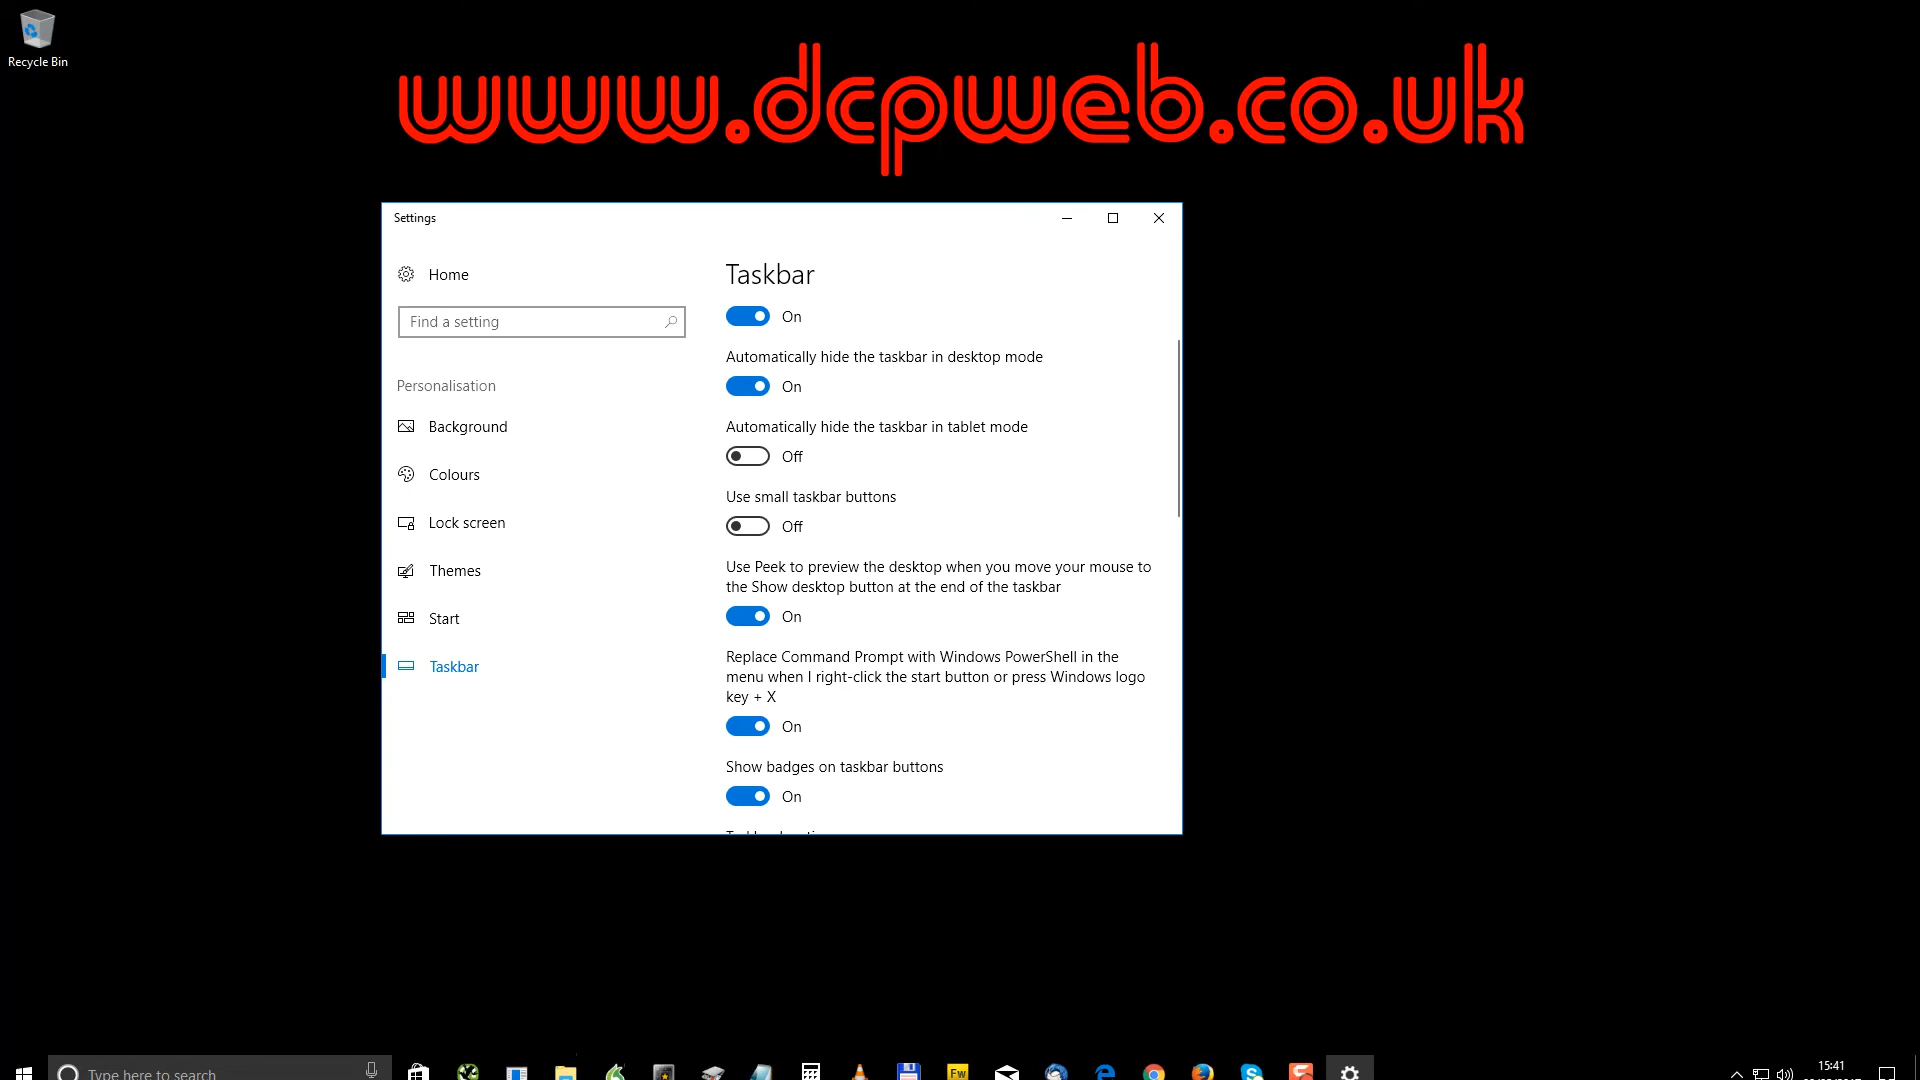 Recycle Bin
www.dcpweb.co.uk
Settings
Home
Find a setting
Personalisation
Background
Colours
Lock screen
Themes
Start
Taskbar
Taskbar
On
Automatically hide the taskbar in desktop mode
On
Automatically hide the taskbar in tablet mode
Off
Use small taskbar buttons
Off
Use Peek to preview the desktop when you move your mouse to
the Show desktop button at the end of the taskbar
On
Replace Command Prompt with Windows PowerShell in the
menu when I right-click the start button or press Windows logo
key + X
On
Show badges on taskbar buttons
On
Type here to search
Fw
15:41